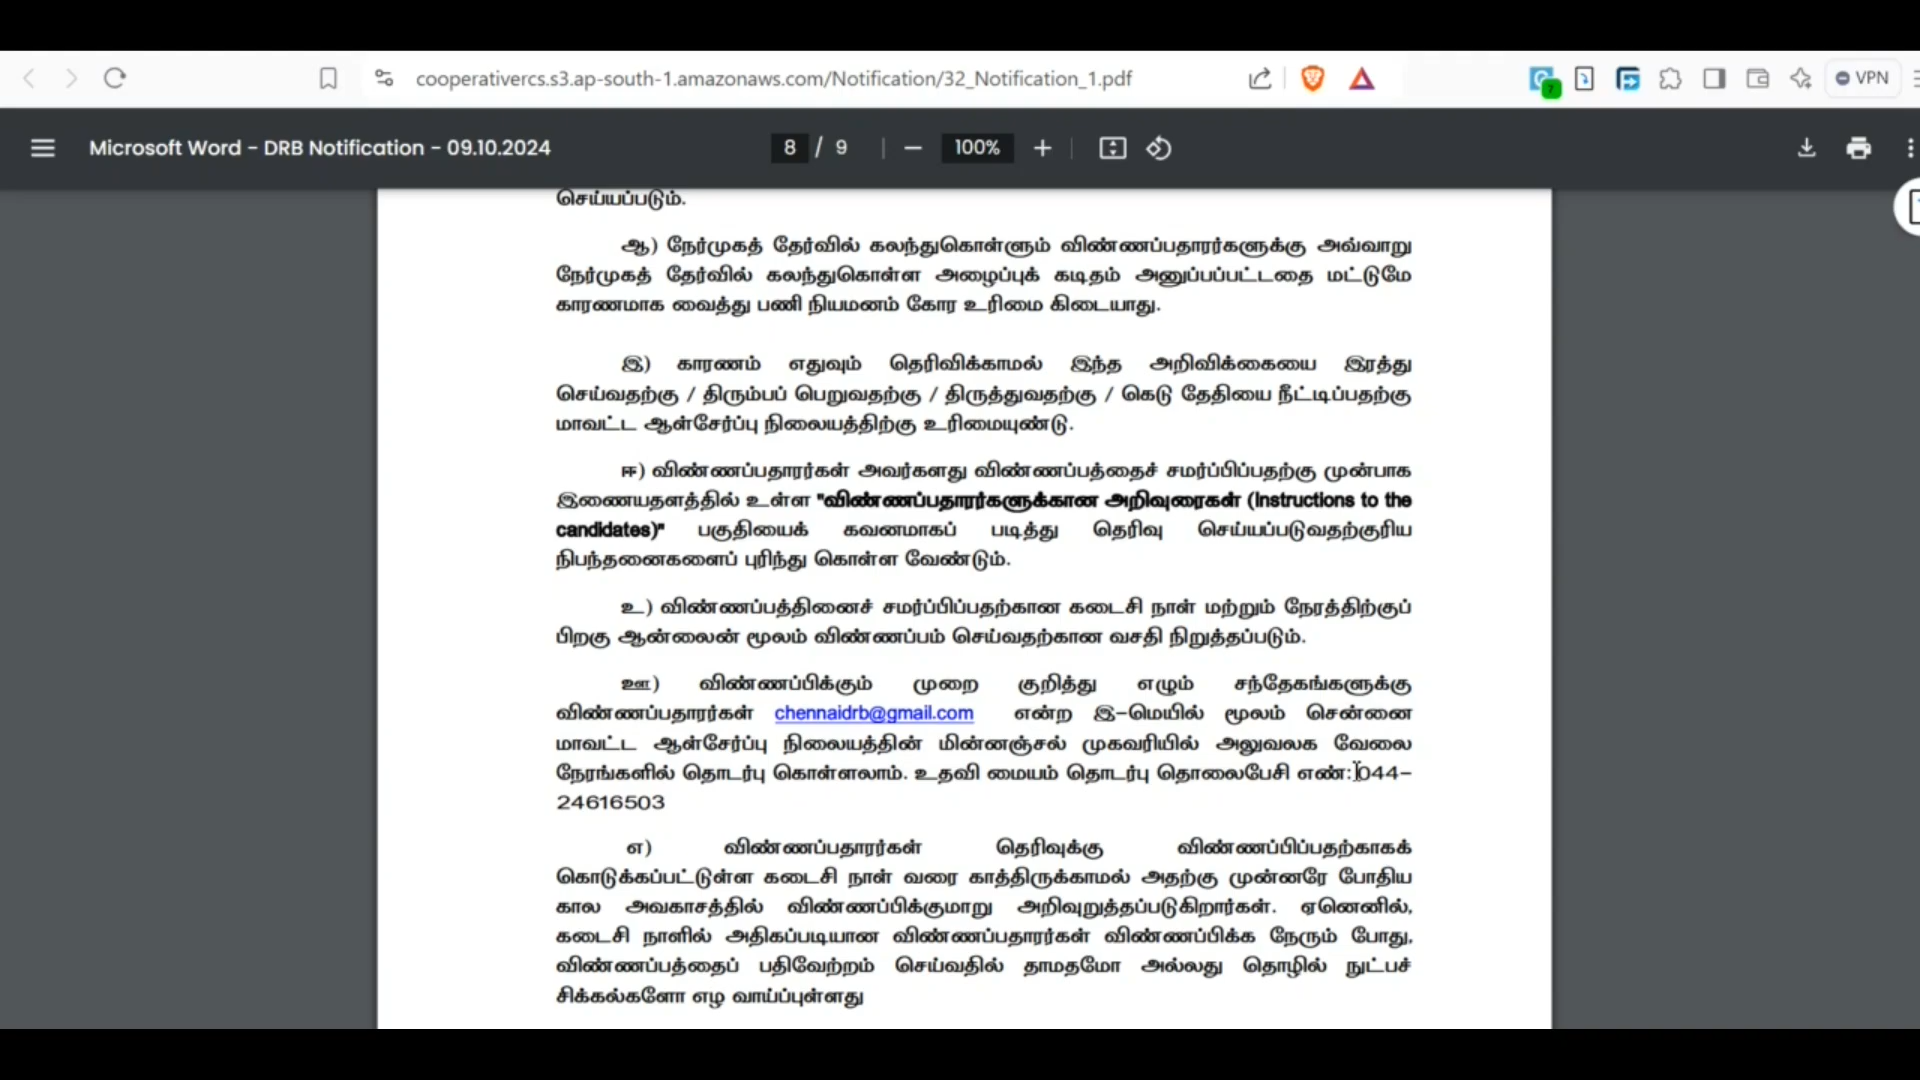 cooperativercs.s3.ap-south-1.amazonaws.com/Notification/32_Notification_1.pdf
VPN
Microsoft Word - DRB Notification - 09.10.2024
8 / 9
100%
செய்யப்படும்.
ஆ) நேர்முகத் தேர்வில் கலந்துகொள்ளும் விண்ணப்பதாரர்களுக்கு அவ்வாறு
நேர்முகத் தேர்வில் கலந்துகொள்ள அழைப்புக் கடிதம் அனுப்பப்பட்டதை மட்டுமே
காரணமாக வைத்து பணி நியமனம் கோர உரிமை கிடையாது.
இ) காரணம் எதுவும் தெரிவிக்காமல் இந்த அறிவிக்கையை இரத்து
செய்வதற்கு / திரும்பப் பெறுவதற்கு / திருத்துவதற்கு / கெடு தேதியை நீட்டிப்பதற்கு
மாவட்ட ஆள்சேர்ப்பு நிலையத்திற்கு உரிமையுண்டு.
ஈ) விண்ணப்பதாரர்கள் அவர்களது விண்ணப்பத்தைச் சமர்ப்பிப்பதற்கு முன்பாக
இணையதளத்தில் உள்ள "விண்ணப்பதாரர்களுக்கான அறிவுரைகள் (Instructions to the
candidates)" பகுதியைக் கவனமாகப் படித்து தெரிவு செய்யப்படுவதற்குரிய
நிபந்தனைகளைப் புரிந்து கொள்ள வேண்டும்.
உ) விண்ணப்பத்தினைச் சமர்ப்பிப்பதற்கான கடைசி நாள் மற்றும் நேரத்திற்குப்
பிறகு ஆன்லைன் மூலம் விண்ணப்பம் செய்வதற்கான வசதி நிறுத்தப்படும்.
ஊ) விண்ணப்பிக்கும் முறை குறித்து எழும் சந்தேகங்களுக்கு
விண்ணப்பதாரர்கள் chennaidrb@gmail.com என்ற இ-மெயில் மூலம் சென்னை
மாவட்ட ஆள்சேர்ப்பு நிலையத்தின் மின்னஞ்சல் முகவரியில் அலுவலக வேலை
நேரங்களில் தொடர்பு கொள்ளலாம். உதவி மையம் தொடர்பு தொலைபேசி எண்:044-
24616503
எ) விண்ணப்பதாரர்கள் தெரிவுக்கு விண்ணப்பிப்பதற்காகக்
கொடுக்கப்பட்டுள்ள கடைசி நாள் வரை காத்திருக்காமல் அதற்கு முன்னரே போதிய
கால அவகாசத்தில் விண்ணப்பிக்குமாறு அறிவுறுத்தப்படுகிறார்கள். ஏனெனில்,
கடைசி நாளில் அதிகப்படியான விண்ணப்பதாரர்கள் விண்ணப்பிக்க நேரும் போது,
விண்ணப்பத்தைப் பதிவேற்றம் செய்வதில் தாமதமோ அல்லது தொழில் நுட்பச்
சிக்கல்களோ எழ வாய்ப்புள்ளது